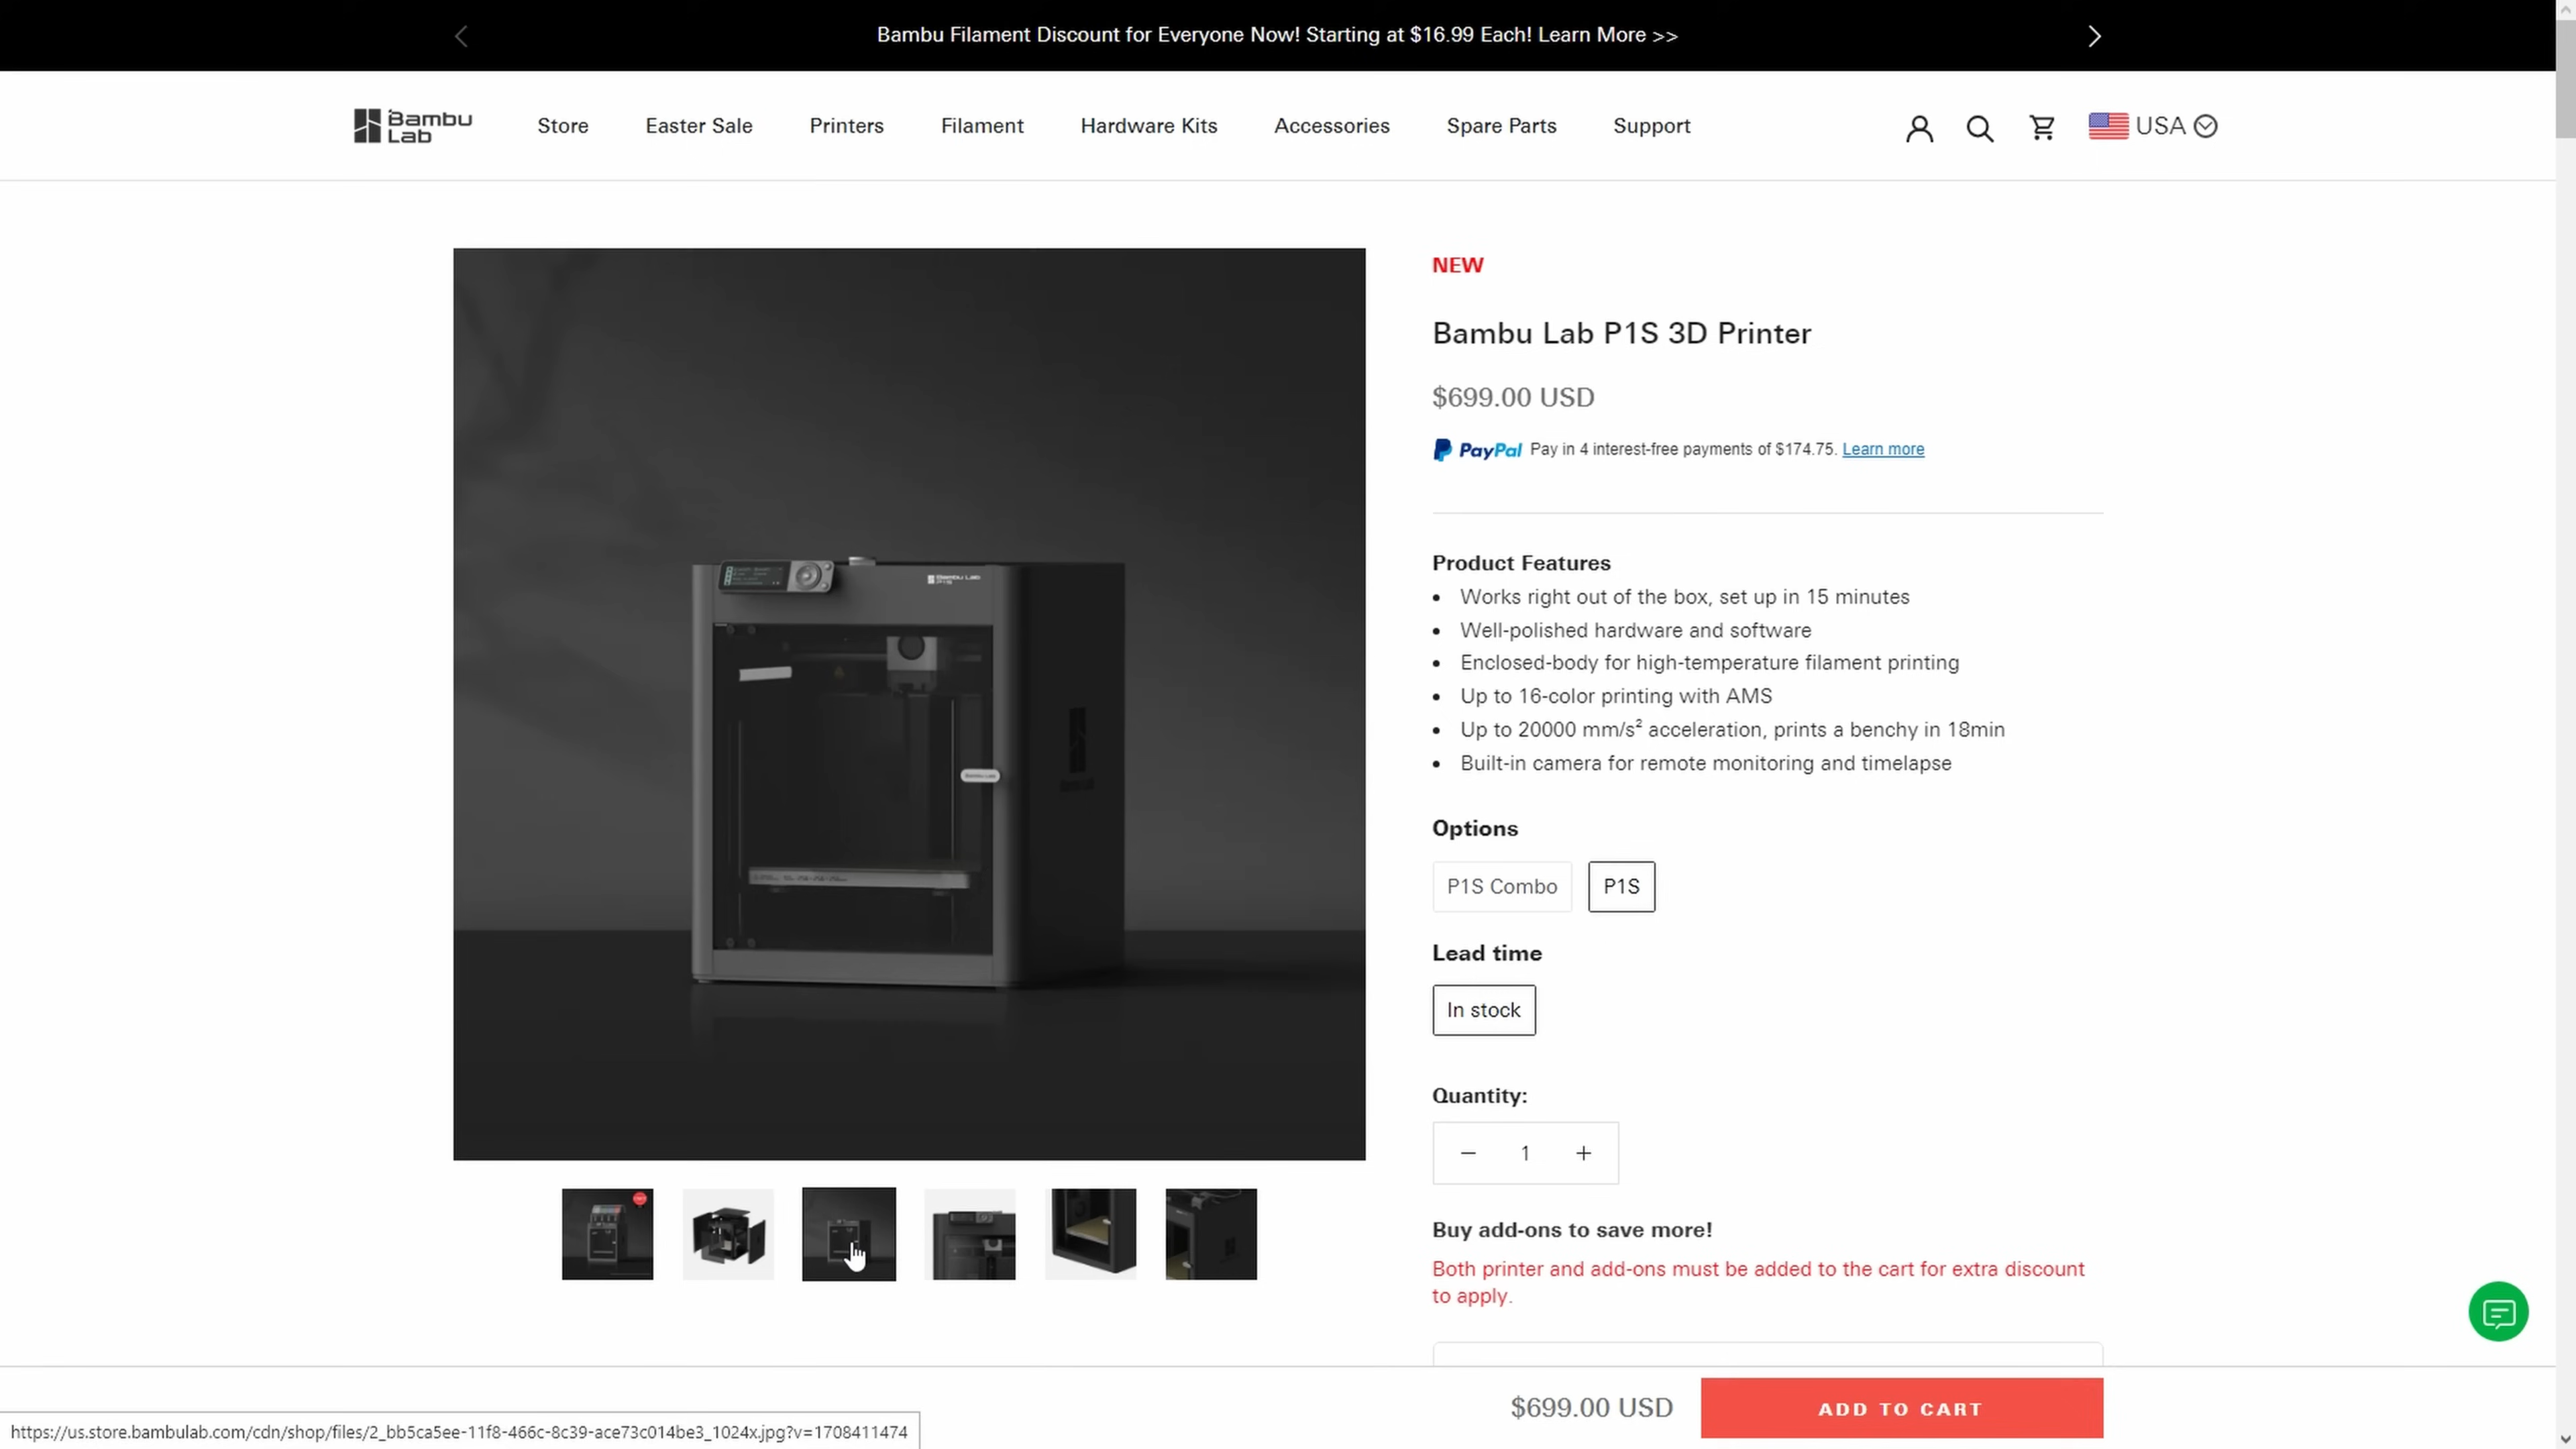 Bambu Filament Discount for Everyone Now! Starting at $16.99 Each! Learn More >>
Bambu Lab
Store
Easter Sale
Printers
Filament
Hardware Kits
Accessories
Spare Parts
Support
USA
NEW
Bambu Lab P1S 3D Printer
$699.00 USD
PayPal Pay in 4 interest-free payments of $174.75. Learn more
Product Features
• Works right out of the box, set up in 15 minutes
• Well-polished hardware and software
• Enclosed-body for high-temperature filament printing
• Up to 16-color printing with AMS
• Up to 20000 mm/s² acceleration, prints a benchy in 18min
• Built-in camera for remote monitoring and timelapse
Options
P1S Combo
P1S
Lead time
In stock
Quantity:
− 1 +
Buy add-ons to save more!
Both printer and add-ons must be added to the cart for extra discount
to apply.
$699.00 USD
ADD TO CART
https://us.store.bambulab.com/cdn/shop/files/2_bb5ca5ee-11f8-466c-8c39-ace73c014be3_1024x.jpg?v=1708411474
Bambu Lab
P1S
Bambu Lab